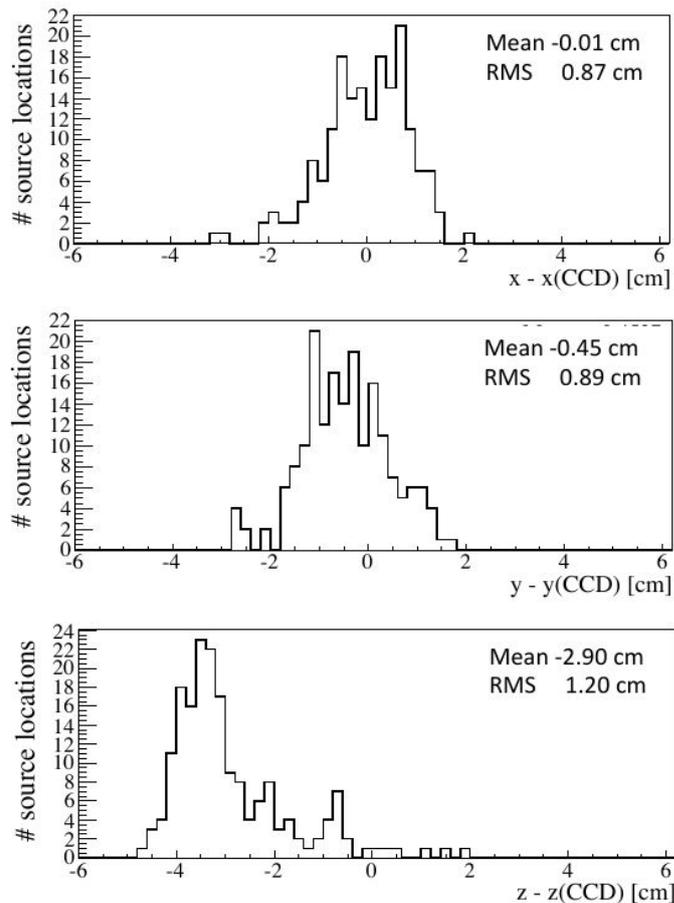 22
20
18
16
14
12
10
8
6
4
2
0
# source locations
Mean -0.01 cm
RMS 0.87 cm
-6 -4 -2 0 2 4 6
x - x(CCD) [cm]
22
20
18
16
14
12
10
8
6
4
2
0
# source locations
Mean -0.45 cm
RMS 0.89 cm
-6 -4 -2 0 2 4 6
y - y(CCD) [cm]
24
22
20
18
16
14
12
10
8
6
4
2
0
# source locations
Mean -2.90 cm
RMS 1.20 cm
-6 -4 -2 0 2 4 6
z - z(CCD) [cm]